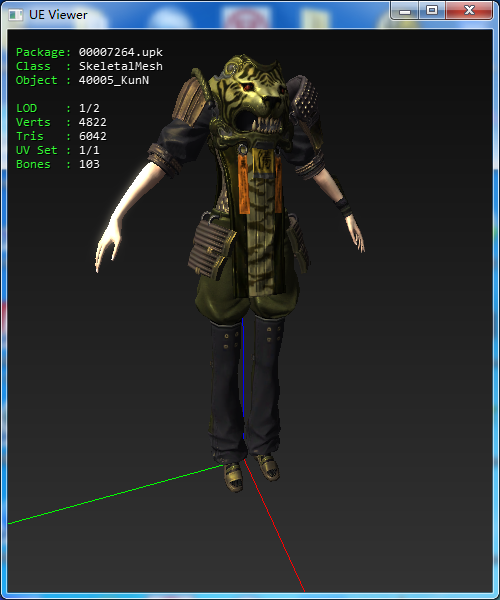 UE Viewer
Package: 00007264.upk
Class : SkeletalMesh
Object : 40005_KunN
LOD : 1/2
Verts : 4822
Tris : 6042
UV Set : 1/1
Bones : 103